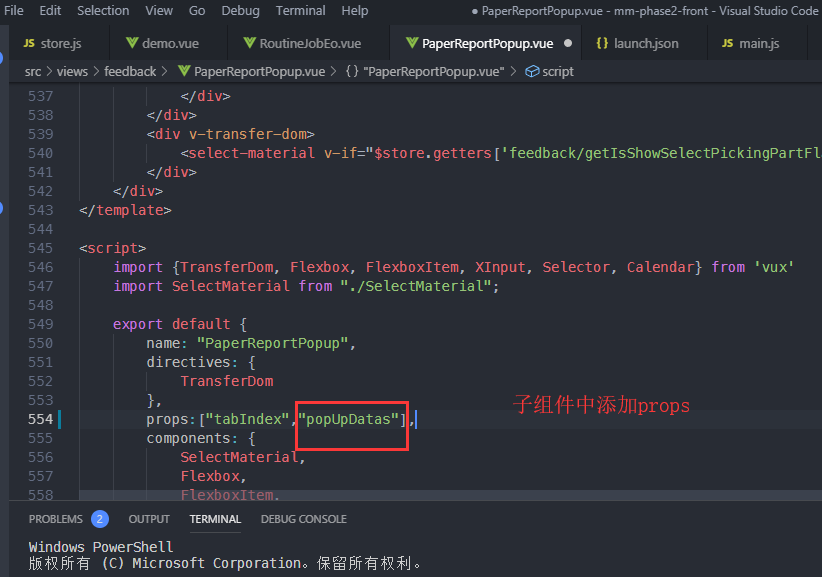 File Edit Selection View Go Debug Terminal Help ● PaperReportPopup.vue - mm-phase2-front - Visual Studio Code
JS store.js demo.vue RoutineJobEo.vue PaperReportPopup.vue ● {} launch.json JS main.js
src > views > feedback > PaperReportPopup.vue > {} "PaperReportPopup.vue" > script
537 </div>
538 </div>
539 <div v-transfer-dom>
540 <select-material v-if="$store.getters['feedback/getIsShowSelectPickingPartFl
541 </div>
542 </div>
543 </template>
544
545 <script>
546 import {TransferDom, Flexbox, FlexboxItem, XInput, Selector, Calendar} from 'vux'
547 import SelectMaterial from "./SelectMaterial";
548
549 export default {
550 name: "PaperReportPopup",
551 directives: {
552 TransferDom
553 },
554 props:["tabIndex","popUpDatas"],
子组件中添加props
555 components: {
556 SelectMaterial,
557 Flexbox,
558 FlexboxItem,
PROBLEMS 2 OUTPUT TERMINAL DEBUG CONSOLE
Windows PowerShell
版权所有 (C) Microsoft Corporation。保留所有权利。